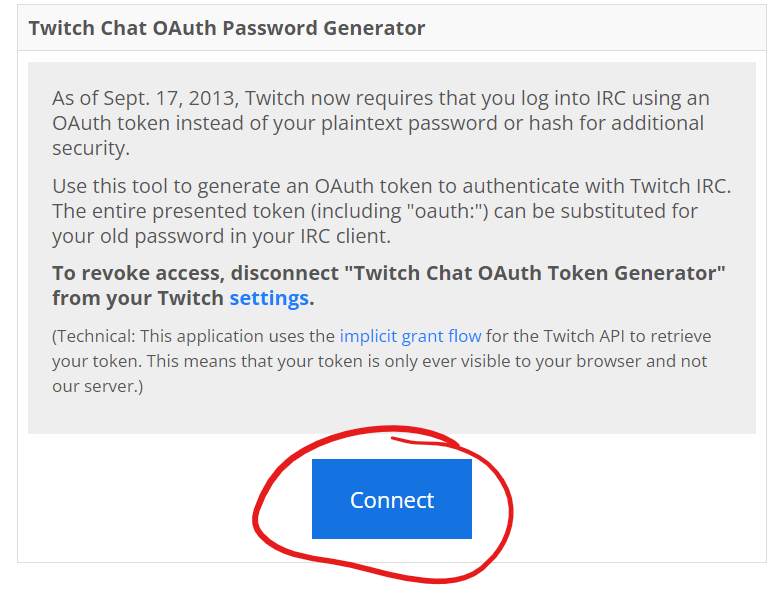 Twitch Chat OAuth Password Generator
As of Sept. 17, 2013, Twitch now requires that you log into IRC using an
OAuth token instead of your plaintext password or hash for additional
security.
Use this tool to generate an OAuth token to authenticate with Twitch IRC.
The entire presented token (including "oauth:") can be substituted for
your old password in your IRC client.
To revoke access, disconnect "Twitch Chat OAuth Token Generator"
from your Twitch settings.
(Technical: This application uses the implicit grant flow for the Twitch API to retrieve
your token. This means that your token is only ever visible to your browser and not
our server.)
Connect